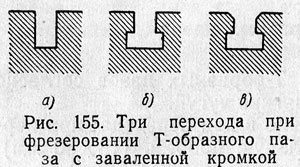 а) б) в)
Рис. 155. Три перехода при
фрезеровании Т-образного па-
за с заваленной кромкой